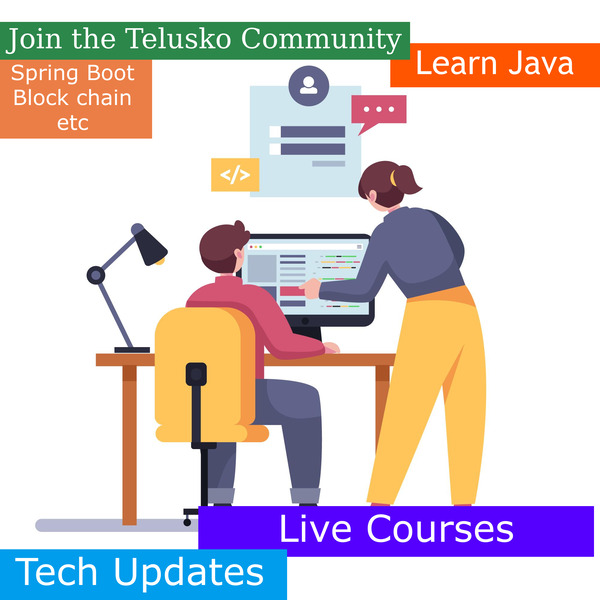 Join the Telusko Community
Learn Java
Spring Boot
Block chain
etc
</>
Live Courses
Tech Updates